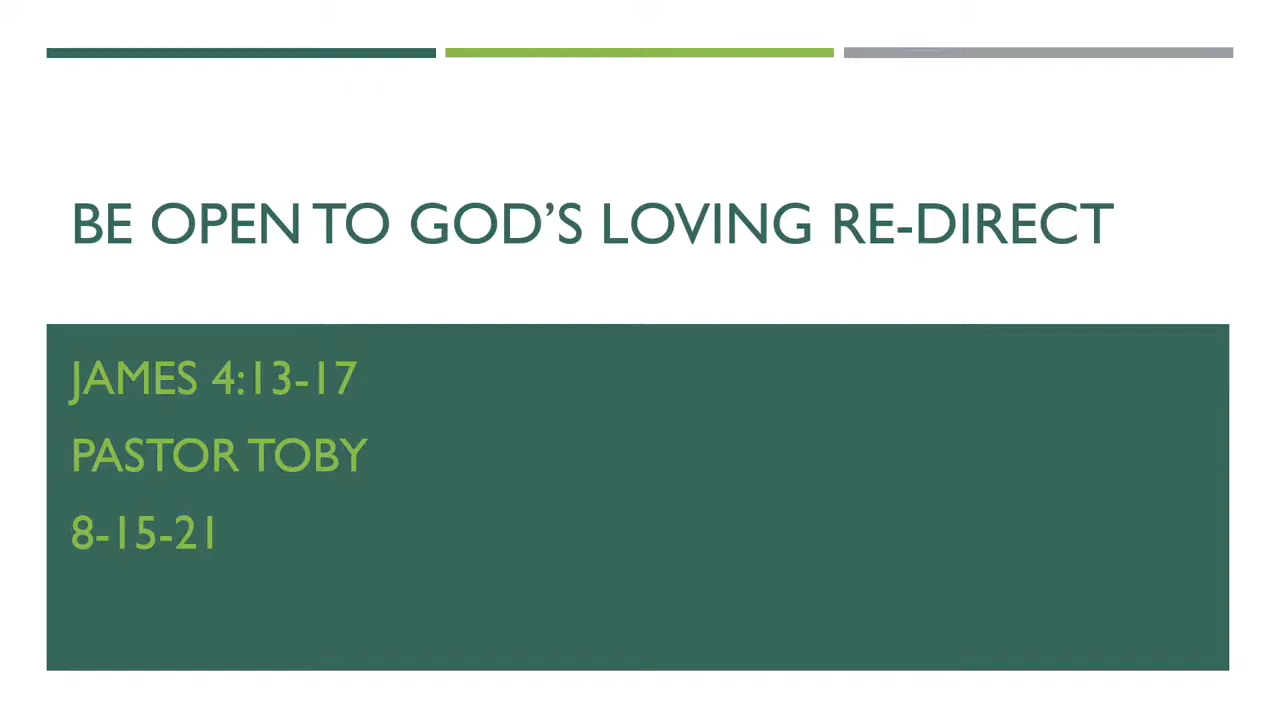 BE OPEN TO GOD’S LOVING RE-DIRECT
JAMES 4:13-17
PASTOR TOBY
8-15-21